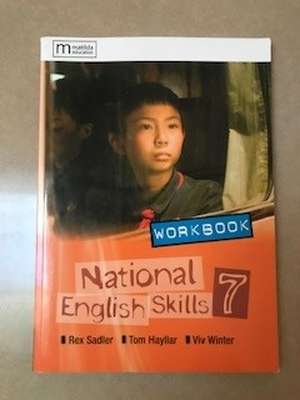 m matilda
education
WORKBOOK
National
English Skills 7
Rex Sadler Tom Hayllar Viv Winter